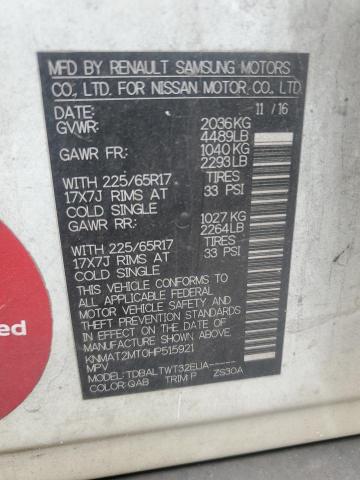 MFD BY RENAULT SAMSUNG MOTORS
CO., LTD. FOR NISSAN MOTOR CO., LTD.
DATE: 11 / 16
GVWR: 2036 KG
4489LB
GAWR FR: 1040 KG
2293 LB
WITH 225/65R17 TIRES
17X7J RIMS AT 33 PSI
COLD SINGLE
GAWR RR: 1027 KG
2264LB
WITH 225/65R17 TIRES
17X7J RIMS AT 33 PSI
COLD SINGLE
THIS VEHICLE CONFORMS TO
ALL APPLICABLE FEDERAL
MOTOR VEHICLE SAFETY AND
THEFT PREVENTION STANDARDS
IN EFFECT ON THE DATE OF
MANUFACTURE SHOWN ABOVE.
KNMAT2MT0HP515921
MPV
MODEL: TDBALTWT32EUA-----
COLOR: QAB TRIM: P ZS30A
ed